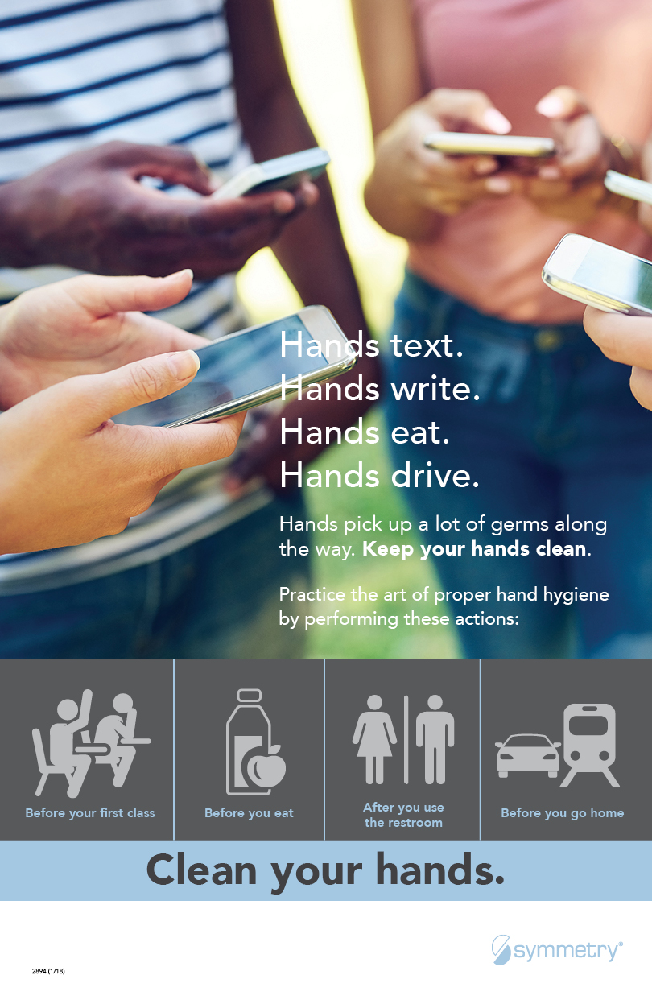 Hands text.
Hands write.
Hands eat.
Hands drive.
Hands pick up a lot of germs along
the way. Keep your hands clean.
Practice the art of proper hand hygiene
by performing these actions:
Before your first class
Before you eat
After you use
the restroom
Before you go home
Clean your hands.
symmetry®
2894 (1/18)